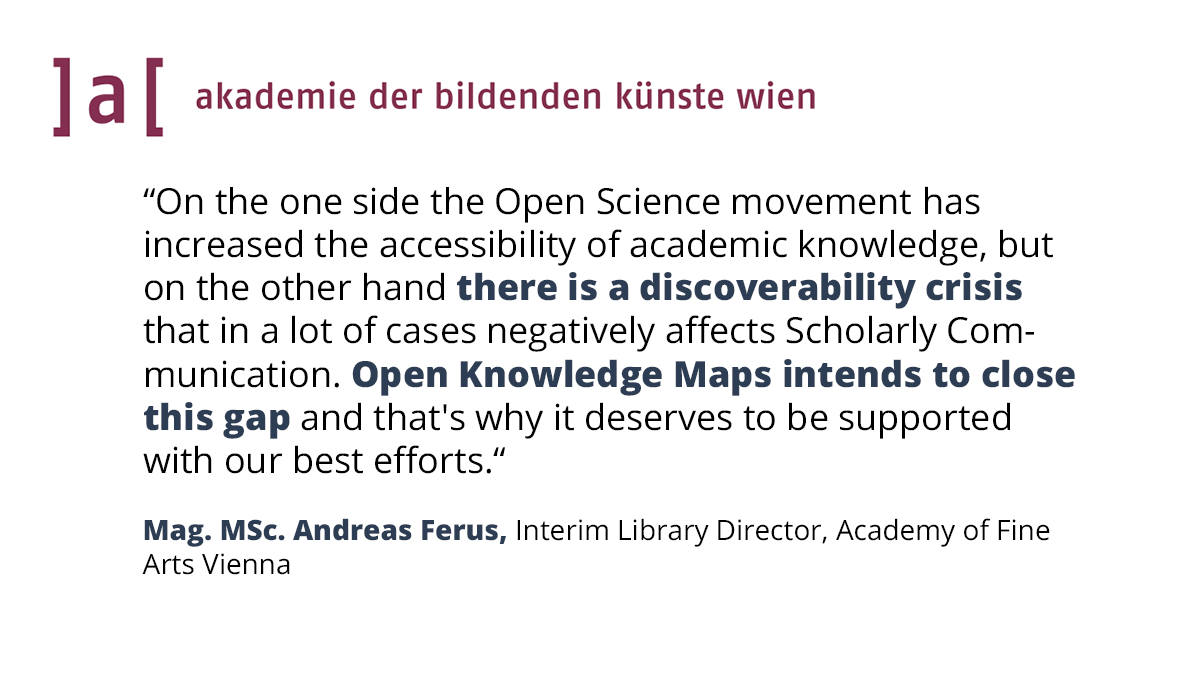 ]a[ akademie der bildenden künste wien
“On the one side the Open Science movement has
increased the accessibility of academic knowledge, but
on the other hand there is a discoverability crisis
that in a lot of cases negatively affects Scholarly Com-
munication. Open Knowledge Maps intends to close
this gap and that's why it deserves to be supported
with our best efforts.“
Mag. MSc. Andreas Ferus, Interim Library Director, Academy of Fine
Arts Vienna